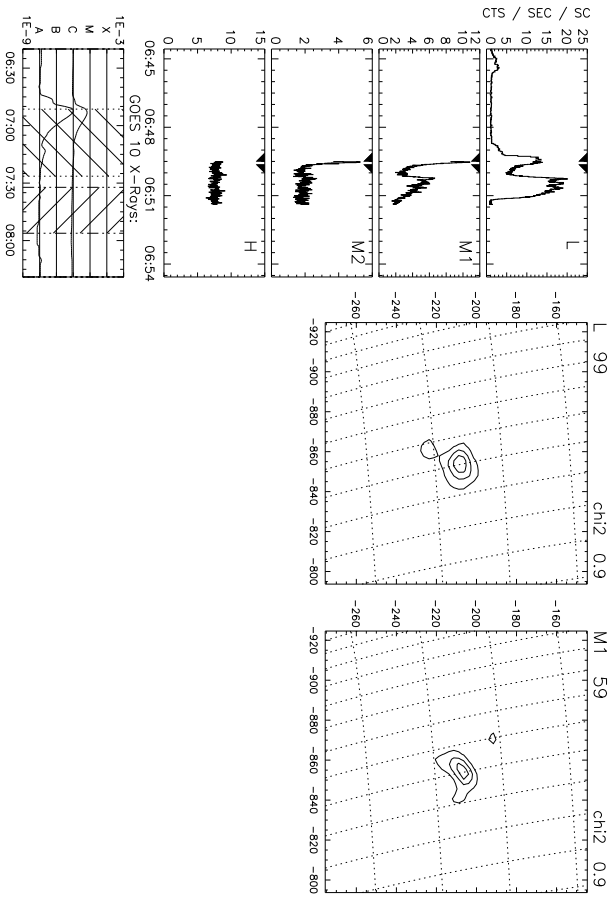 CTS / SEC / SC
25
20
15
10
5
0
L
12
10
8
6
4
2
0
M1
6
4
2
0
M2
15
10
5
0
H
06:45 06:48 06:51 06:54
GOES 10 X-Rays:
1E-3
X
M
C
B
A
1E-9
06:30 07:00 07:30 08:00
L 99 chi2 0.9
-160
-180
-200
-220
-240
-260
-920 -900 -880 -860 -840 -820 -800
M1 59 chi2 0.9
-160
-180
-200
-220
-240
-260
-920 -900 -880 -860 -840 -820 -800